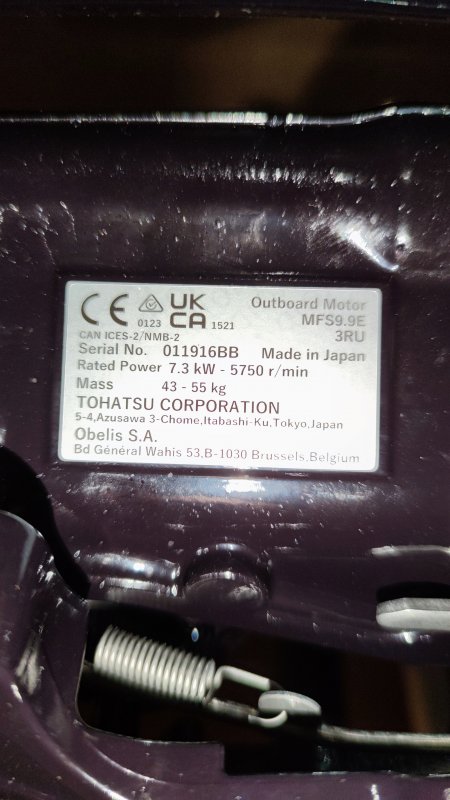 CE 0123 UK CA 1521 Outboard Motor
MFS9.9E
CAN ICES-2/NMB-2 3RU
Serial No. 011916BB Made in Japan
Rated Power 7.3 kW - 5750 r/min
Mass 43 - 55 kg
TOHATSU CORPORATION
5-4,Azusawa 3-Chome,Itabashi-Ku,Tokyo,Japan
Obelis S.A.
Bd Général Wahis 53,B-1030 Brussels,Belgium